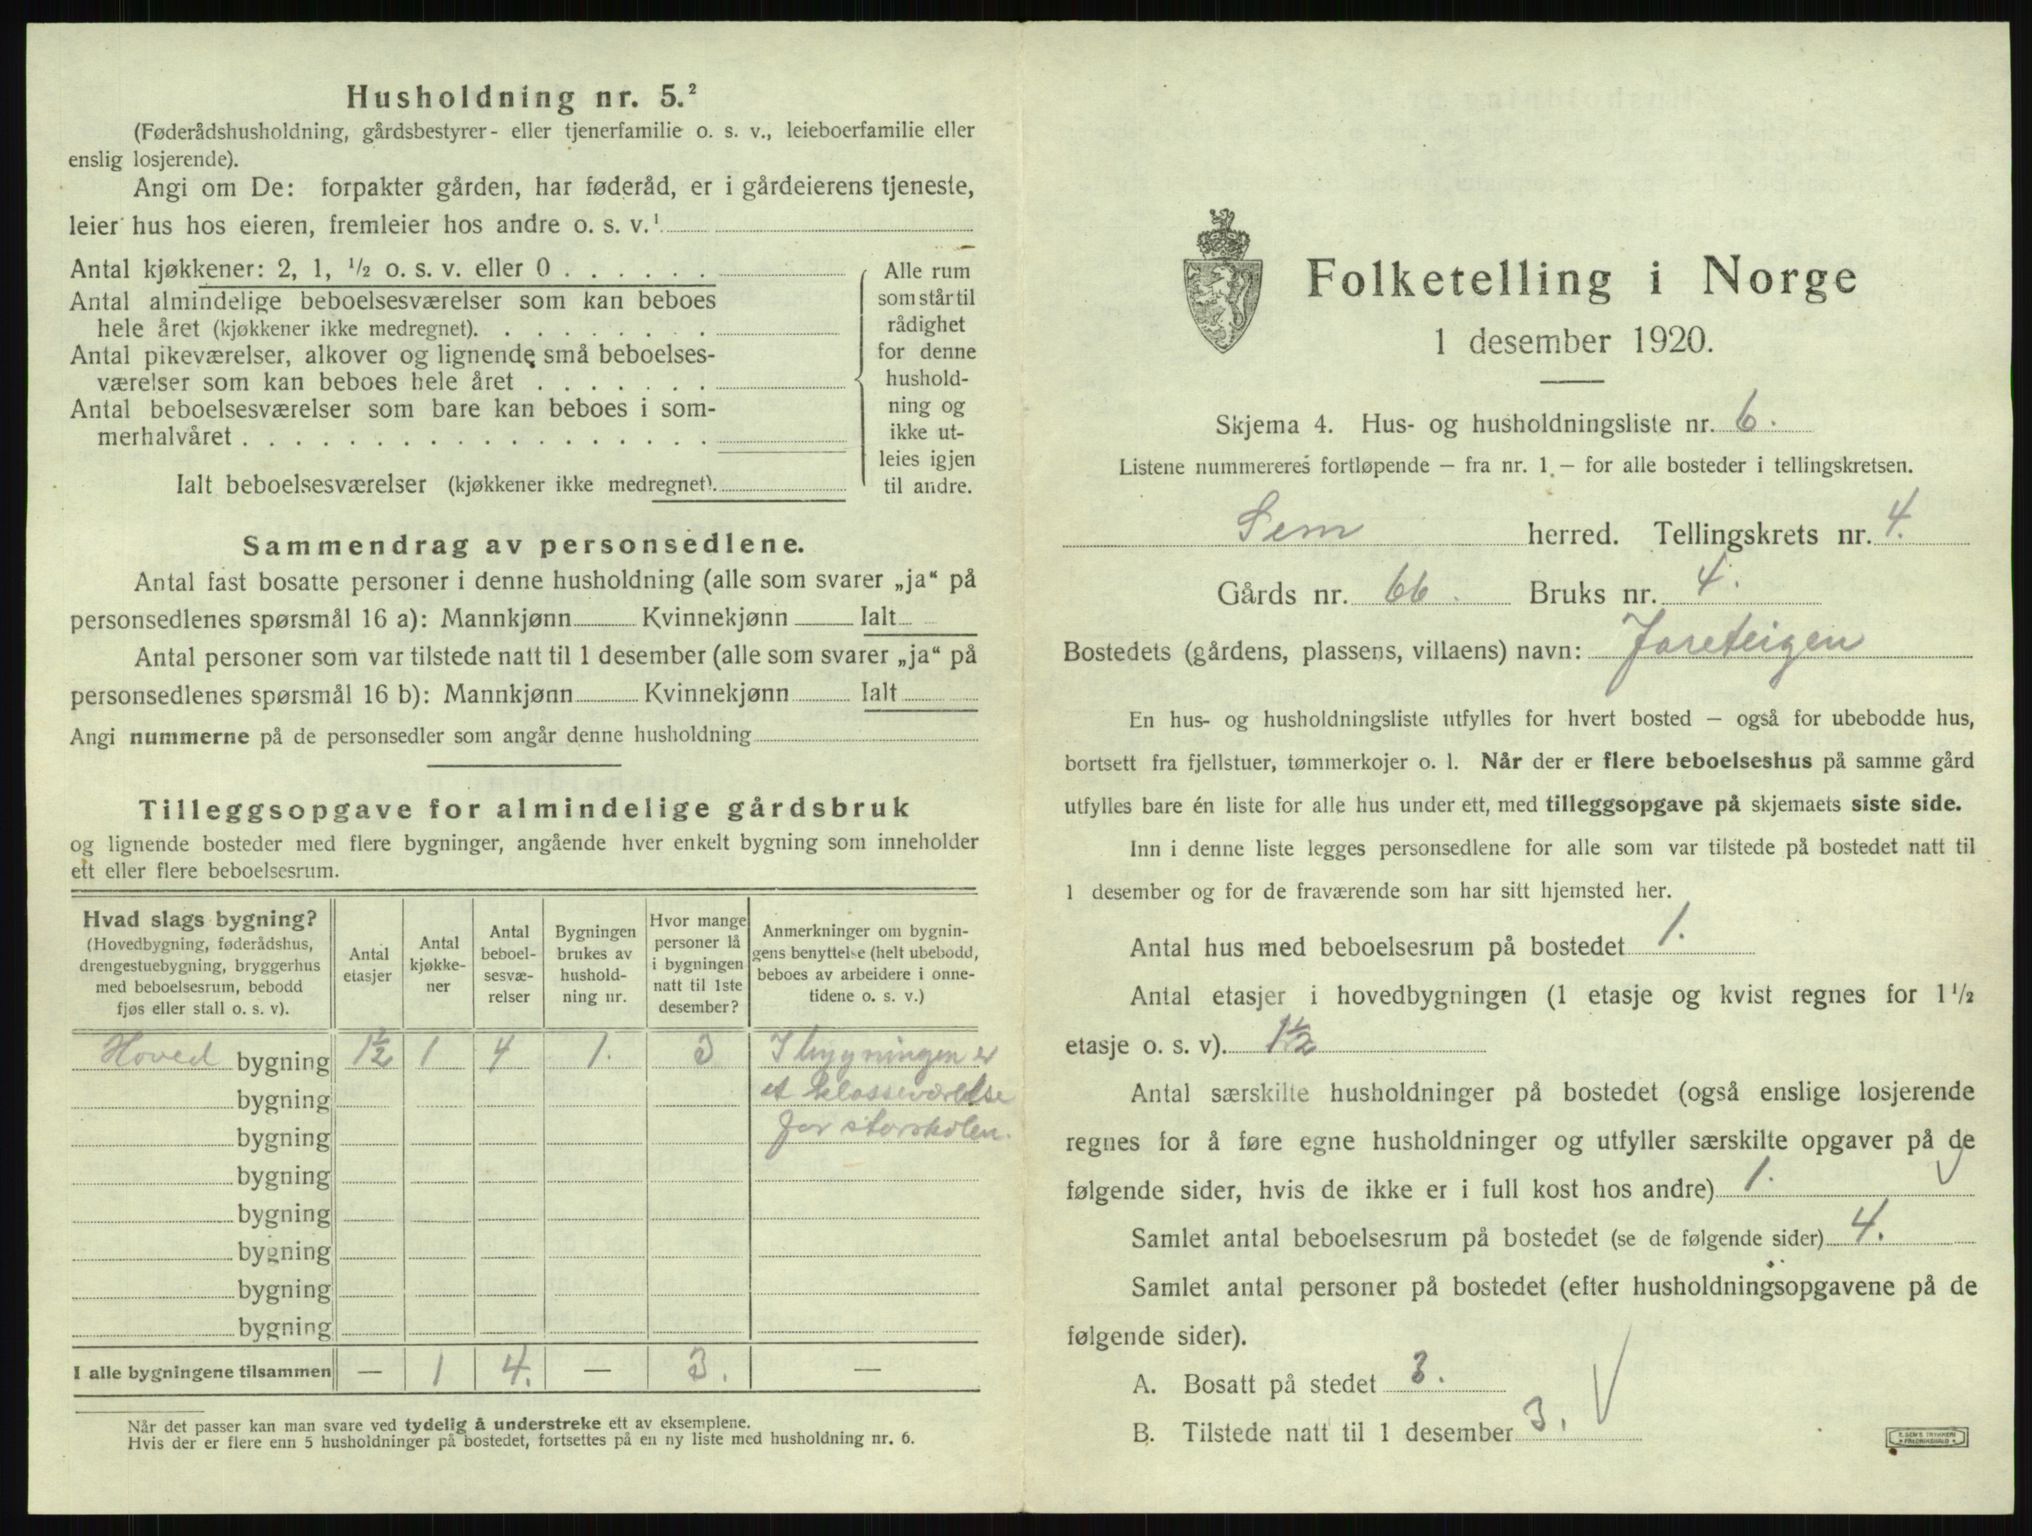 Husholdning nr. 5.²
(Føderådshusholdning, gårdsbestyrer- eller tjenerfamilie o. s. v., leieboerfamilie eller
enslig losjerende).
Angi om De: forpakter gården, har føderåd, er i gårdeierens tjeneste,
leier hus hos eieren, fremleier hos andre o. s. v.¹
Antal kjøkkener: 2, 1, ½ o. s. v. eller 0 . . . . . .
Antal almindelige beboelsesværelser som kan beboes
hele året (kjøkkener ikke medregnet). . . . . . . . .
Antal pikeværelser, alkover og lignende små beboelses-
værelser som kan beboes hele året . . . . . . .
Antal beboelsesværelser som bare kan beboes i som-
merhalvåret . . . . . . . . . . . . . . . . . .
Ialt beboelsesværelser (kjøkkener ikke medregnet).
Alle rum
som står til
rådighet
for denne
hushold-
ning og
ikke ut-
leies igjen
til andre.
Sammendrag av personsedlene.
Antal fast bosatte personer i denne husholdning (alle som svarer „ja“ på
personsedlenes spørsmål 16 a): Mannkjønn Kvinnekjønn Ialt
Antal personer som var tilstede natt til 1 desember (alle som svarer „ja“ på
personsedlenes spørsmål 16 b): Mannkjønn Kvinnekjønn Ialt
Angi nummerne på de personsedler som angår denne husholdning
Tilleggsopgave for almindelige gårdsbruk
og lignende bosteder med flere bygninger, angående hver enkelt bygning som inneholder
ett eller flere beboelsesrum.
Hvad slags bygning?
(Hovedbygning, føderådshus,
drengestuebygning, bryggerhus
med beboelsesrum, bebodd
fjøs eller stall o. s. v).
Antal
etasjer
Antal
kjøkke-
ner
Antal
beboel-
sesvæ-
relser
Bygningen
brukes av
hushold-
ning nr.
Hvor mange
personer lå
i bygningen
natt til 1ste
desember?
Anmerkninger om bygnin-
gens benyttelse (helt ubebodd,
beboes av arbeidere i onne-
tidene o. s. v.)
Hoved bygning 1½ 1 4 1. 3 I bygningen er
bygning et klasseværelse
bygning for storskolen.
bygning
bygning
bygning
bygning
bygning
I alle bygningene tilsammen — 1 4. — 3. —
Når det passer kan man svare ved tydelig å understreke ett av eksemplene.
Hvis der er flere enn 5 husholdninger på bostedet, fortsettes på en ny liste med husholdning nr. 6.
Folketelling i Norge
1 desember 1920.
Skjema 4. Hus- og husholdningsliste nr. 6.
Listene nummereres fortløpende – fra nr. 1 – for alle bosteder i tellingskretsen.
Sem herred. Tellingskrets nr. 4.
Gårds nr. 66. Bruks nr. 4.
Bostedets (gårdens, plassens, villaens) navn: Jareteigen
En hus- og husholdningsliste utfylles for hvert bosted – også for ubebodde hus,
bortsett fra fjellstuer, tømmerkojer o. l. Når der er flere beboelseshus på samme gård
utfylles bare én liste for alle hus under ett, med tilleggsopgave på skjemaets siste side.
Inn i denne liste legges personsedlene for alle som var tilstede på bostedet natt til
1 desember og for de fraværende som har sitt hjemsted her.
Antal hus med beboelsesrum på bostedet 1.
Antal etasjer i hovedbygningen (1 etasje og kvist regnes for 1½
etasje o. s. v). 1½
Antal særskilte husholdninger på bostedet (også enslige losjerende
regnes for å føre egne husholdninger og utfyller særskilte opgaver på de
følgende sider, hvis de ikke er i full kost hos andre) 1.
Samlet antal beboelsesrum på bostedet (se de følgende sider) 4.
Samlet antal personer på bostedet (efter husholdningsopgavene på de
følgende sider).
A. Bosatt på stedet 3.
B. Tilstede natt til 1 desember 3.